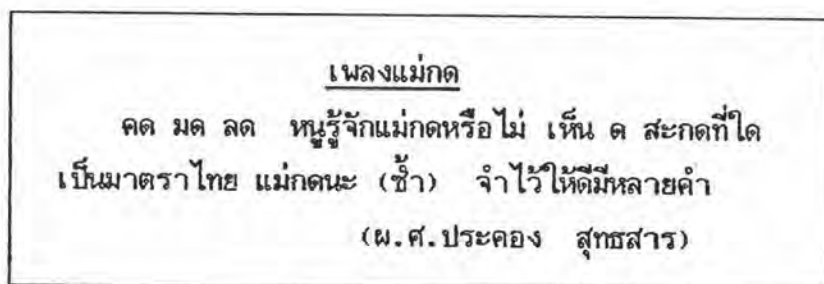 เพลงแม่กด
คด มด ลด หนูรู้จักแม่กดหรือไม่ เห็น ด สะกดที่ใด
เป็นมาตราไทย แม่กดนะ (ซ้ำ) จำไว้ให้ดีมีหลายคำ
(ผ.ศ.ประคอง สุทธสาร)